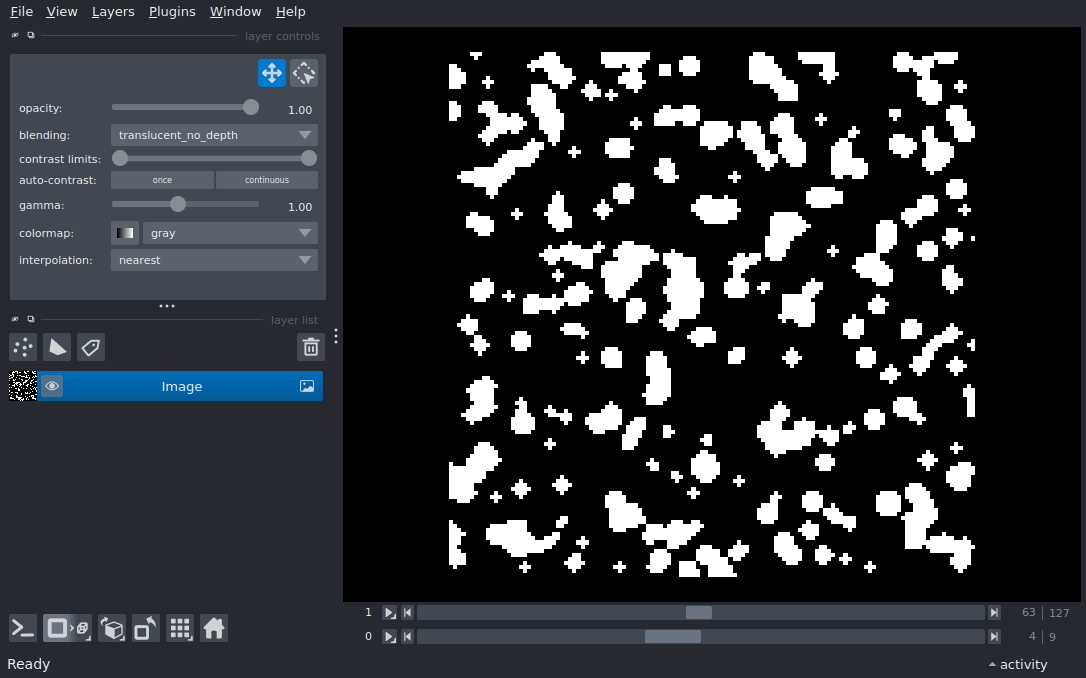 File View Layers Plugins Window Help
layer controls
opacity: 1.00
blending: translucent_no_depth
contrast limits:
auto-contrast: once continuous
gamma: 1.00
colormap: gray
interpolation: nearest
layer list
Image
1 63 127
0 4 9
Ready activity